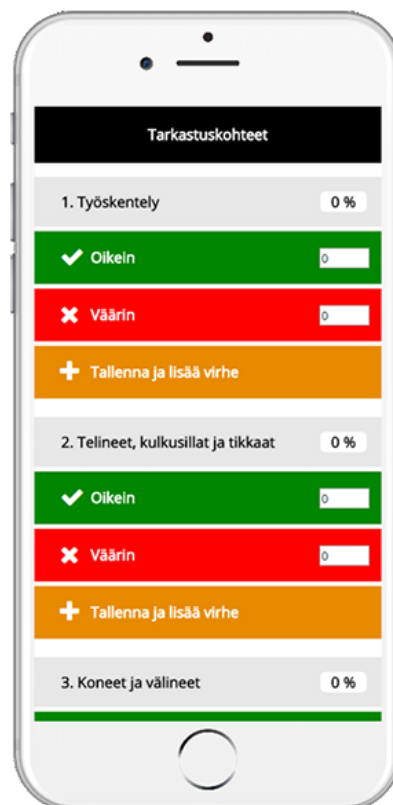 Tarkastuskohteet
1. Työskentely 0 %
Oikein 0
Väärin 0
Tallenna ja lisää virhe
2. Telineet, kulkusillat ja tikkaat 0 %
Oikein 0
Väärin 0
Tallenna ja lisää virhe
3. Koneet ja välineet 0 %